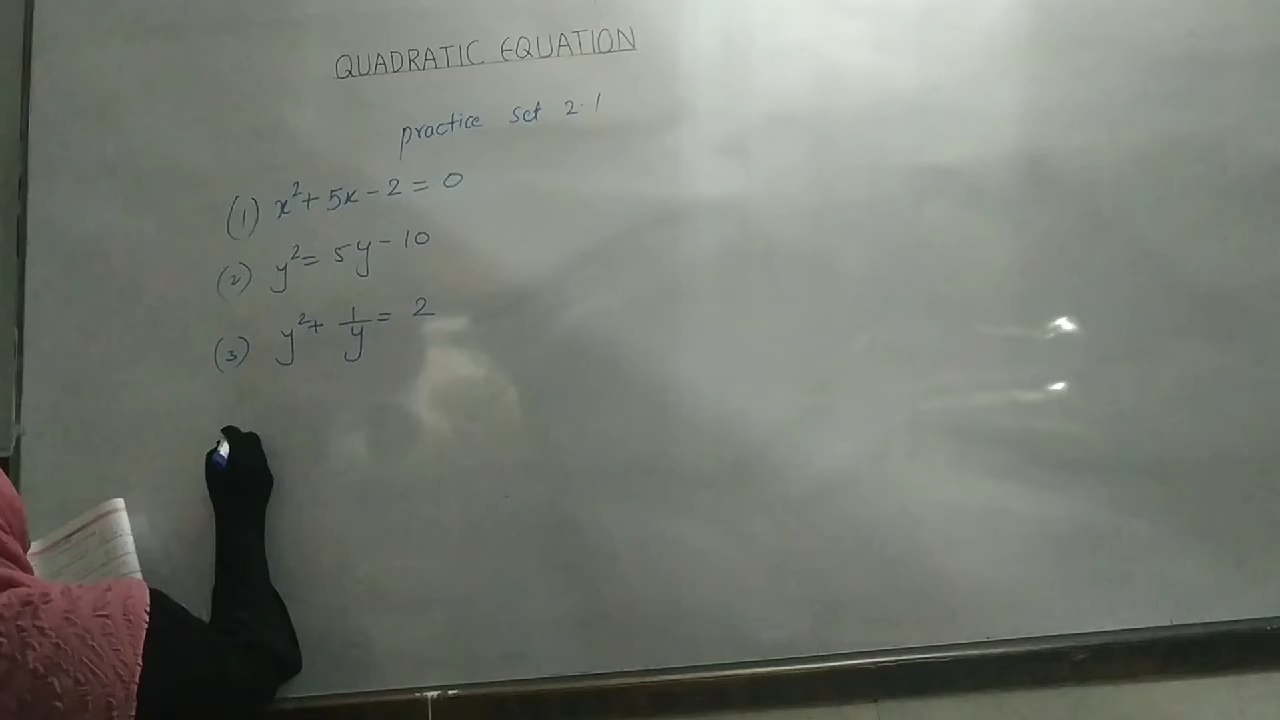 QUADRATIC EQUATION
practice set 2.1
(1) x²+ 5x - 2 = 0
(2) y² = 5y - 10
(3) y² + 1/y = 2